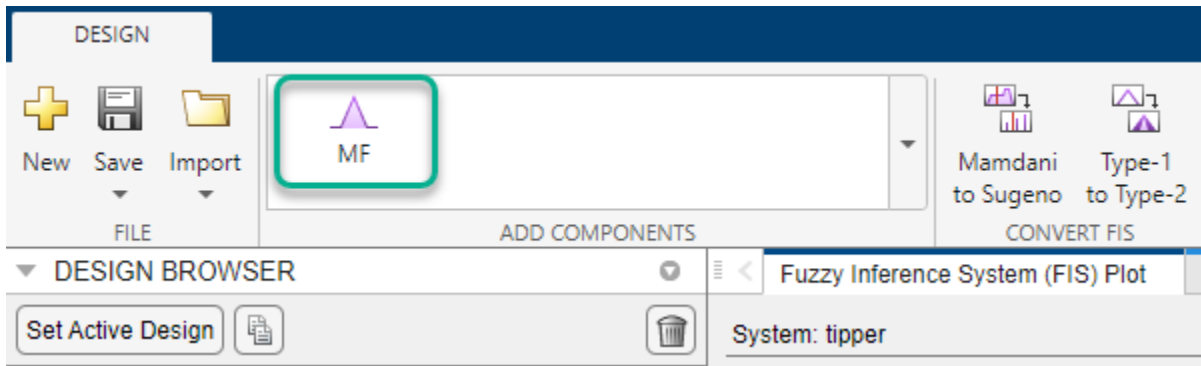 DESIGN
New
Save
Import
MF
Mamdani
to Sugeno
Type-1
to Type-2
FILE
ADD COMPONENTS
CONVERT FIS
DESIGN BROWSER
Fuzzy Inference System (FIS) Plot
Set Active Design
System: tipper